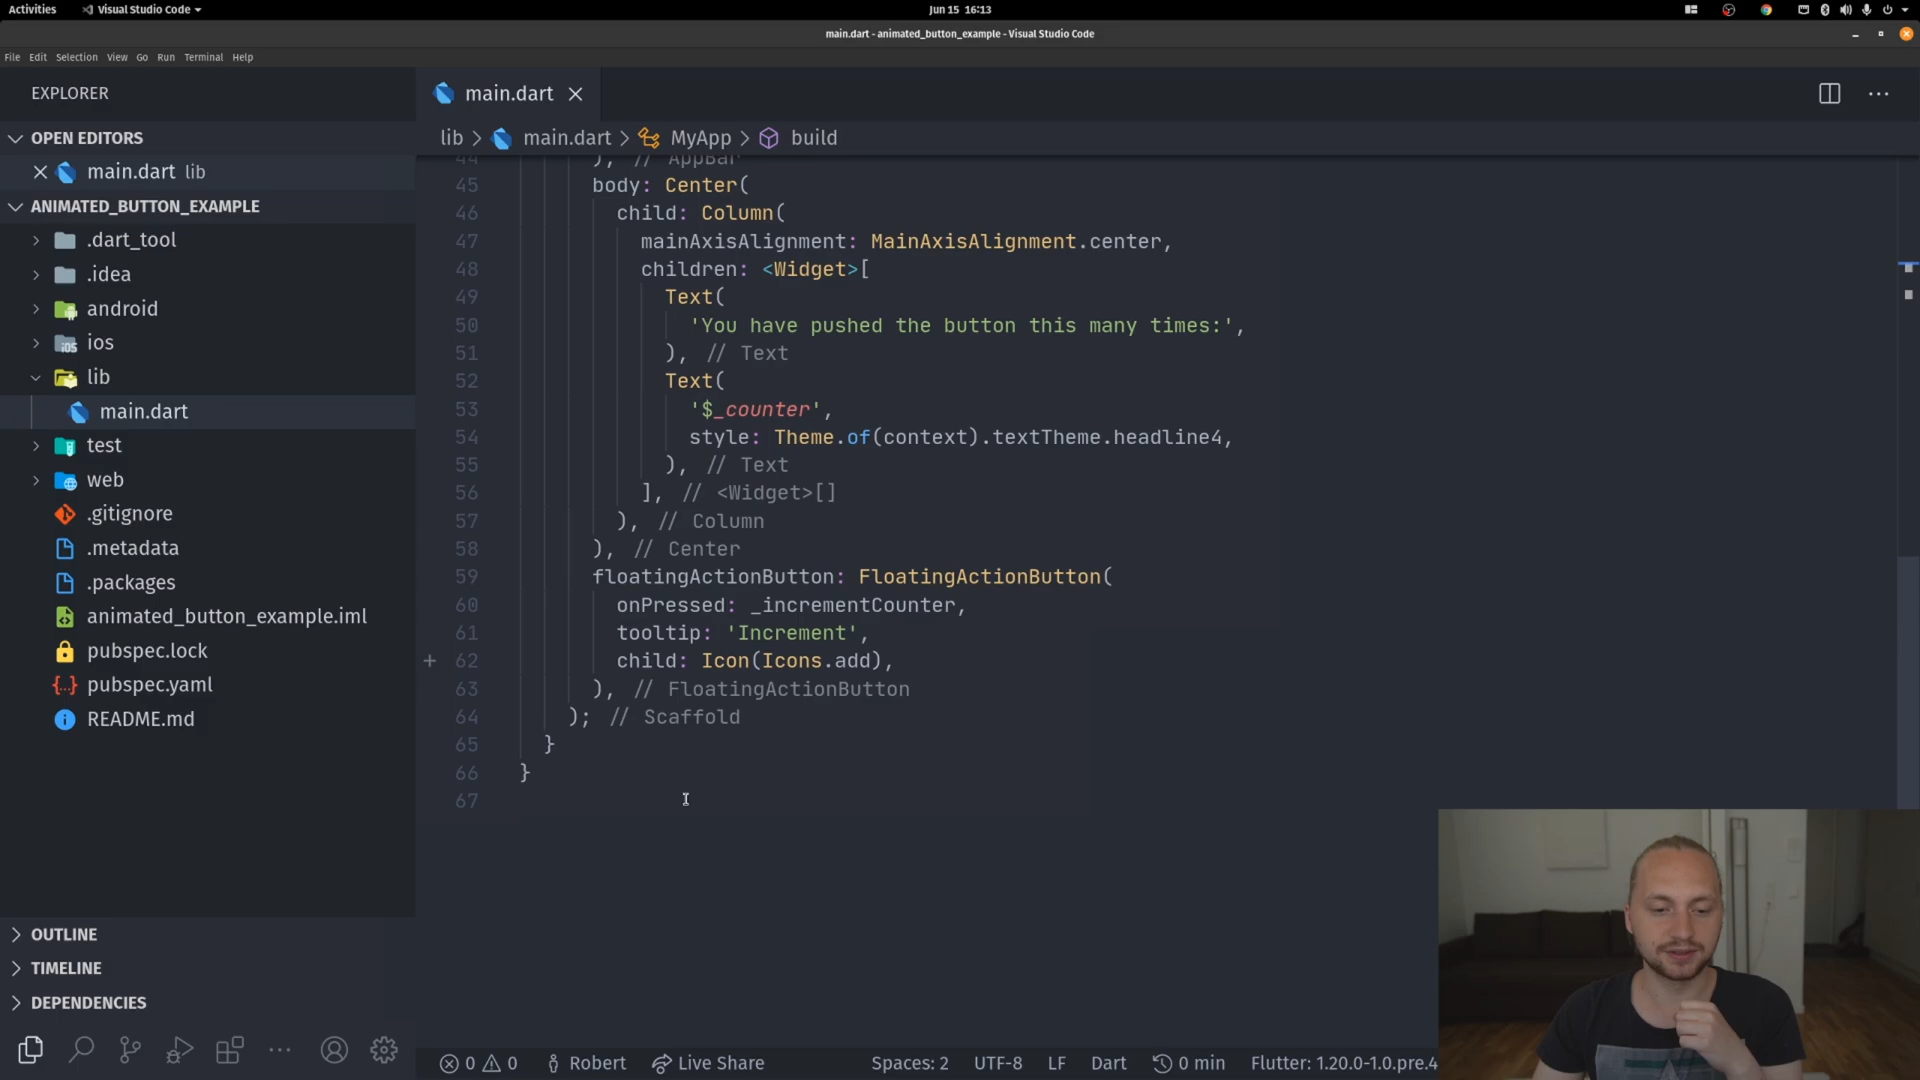 Activities
Visual Studio Code
Jun 15 16:13
main.dart - animated_button_example - Visual Studio Code
File Edit Selection View Go Run Terminal Help
EXPLORER
main.dart
OPEN EDITORS
lib > main.dart > MyApp > build
main.dart lib
ANIMATED_BUTTON_EXAMPLE
.dart_tool
.idea
android
ios
lib
main.dart
test
web
.gitignore
.metadata
.packages
animated_button_example.iml
pubspec.lock
pubspec.yaml
README.md
OUTLINE
TIMELINE
DEPENDENCIES
44 ), // AppBar
45 body: Center(
46 child: Column(
47 mainAxisAlignment: MainAxisAlignment.center,
48 children: <Widget>[
49 Text(
50 'You have pushed the button this many times:',
51 ), // Text
52 Text(
53 '$_counter',
54 style: Theme.of(context).textTheme.headline4,
55 ), // Text
56 ], // <Widget>[]
57 ), // Column
58 ), // Center
59 floatingActionButton: FloatingActionButton(
60 onPressed: _incrementCounter,
61 tooltip: 'Increment',
62 child: Icon(Icons.add),
63 ), // FloatingActionButton
64 ); // Scaffold
65 }
66 }
67
0 0 Robert Live Share Spaces: 2 UTF-8 LF Dart 0 min Flutter: 1.20.0-1.0.pre.4